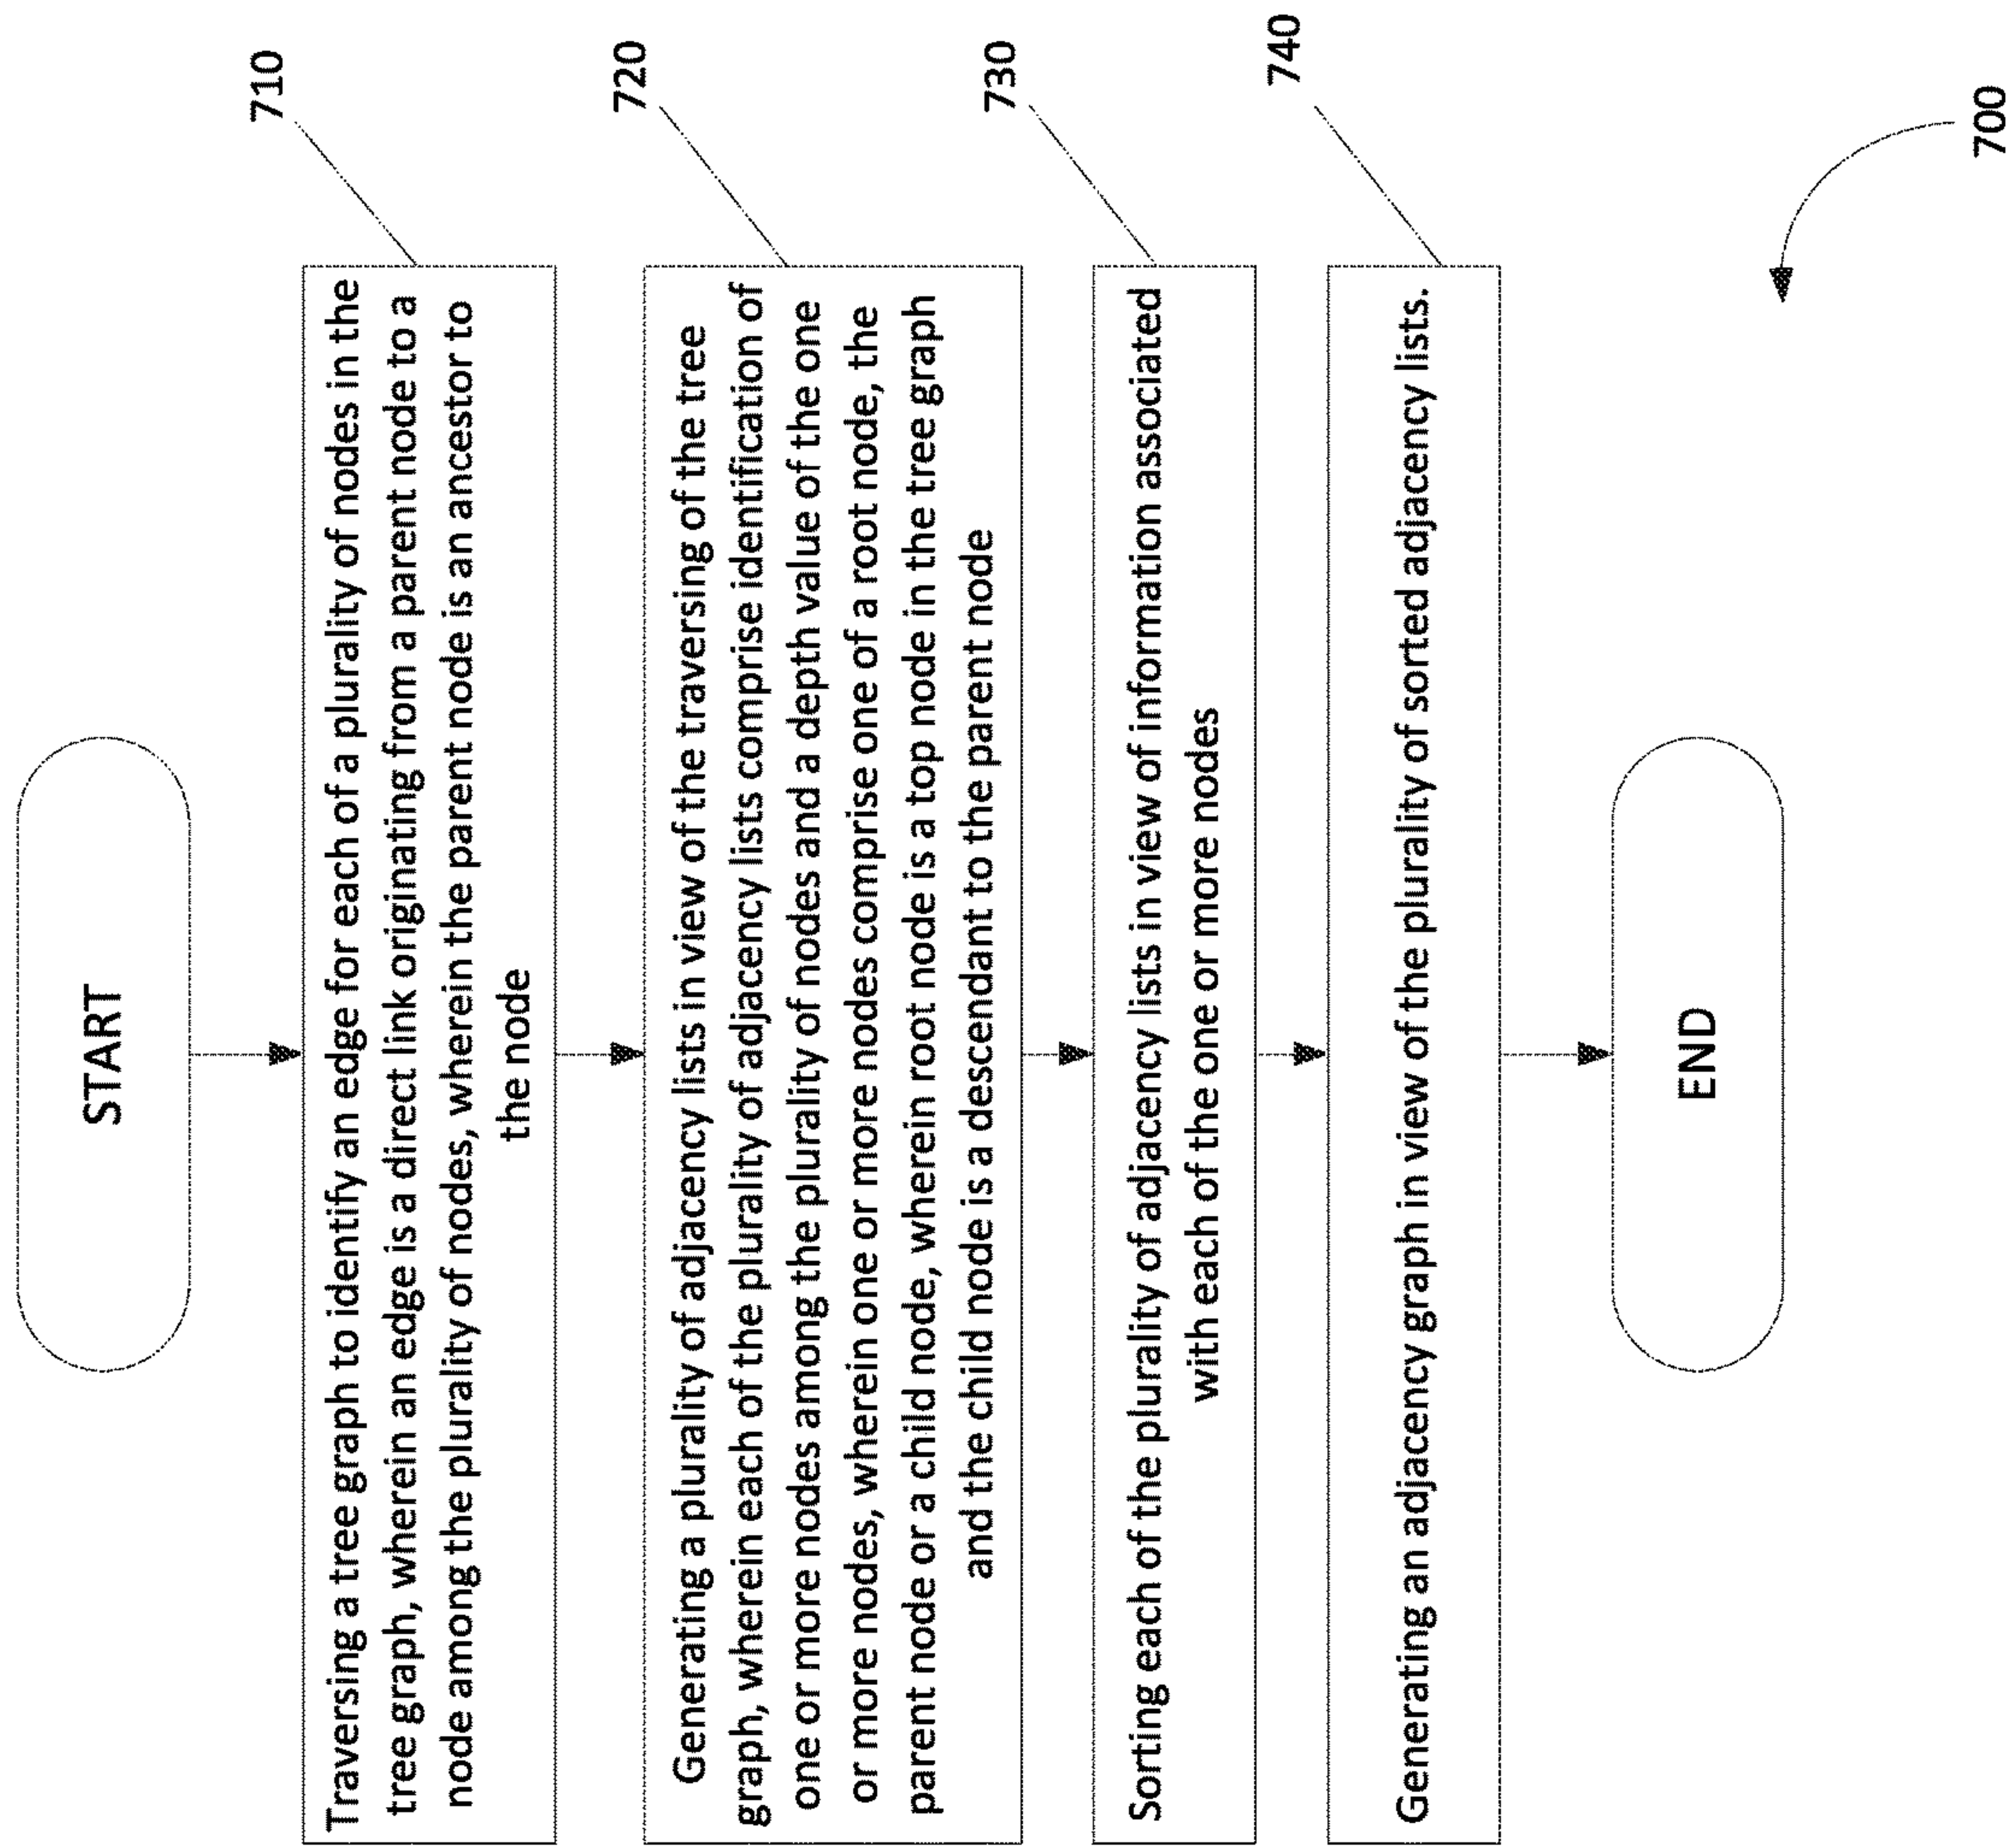 START
Traversing a tree graph to identify an edge for each of a plurality of nodes in the
tree graph, wherein an edge is a direct link originating from a parent node to a
node among the plurality of nodes, wherein the parent node is an ancestor to
the node
710
Generating a plurality of adjacency lists in view of the traversing of the tree
graph, wherein each of the plurality of adjacency lists comprise identification of
one or more nodes among the plurality of nodes and a depth value of the one
or more nodes, wherein one or more nodes comprise one of a root node, the
parent node or a child node, wherein root node is a top node in the tree graph
and the child node is a descendant to the parent node
720
Sorting each of the plurality of adjacency lists in view of information associated
with each of the one or more nodes
730
Generating an adjacency graph in view of the plurality of sorted adjacency lists.
740
END
700